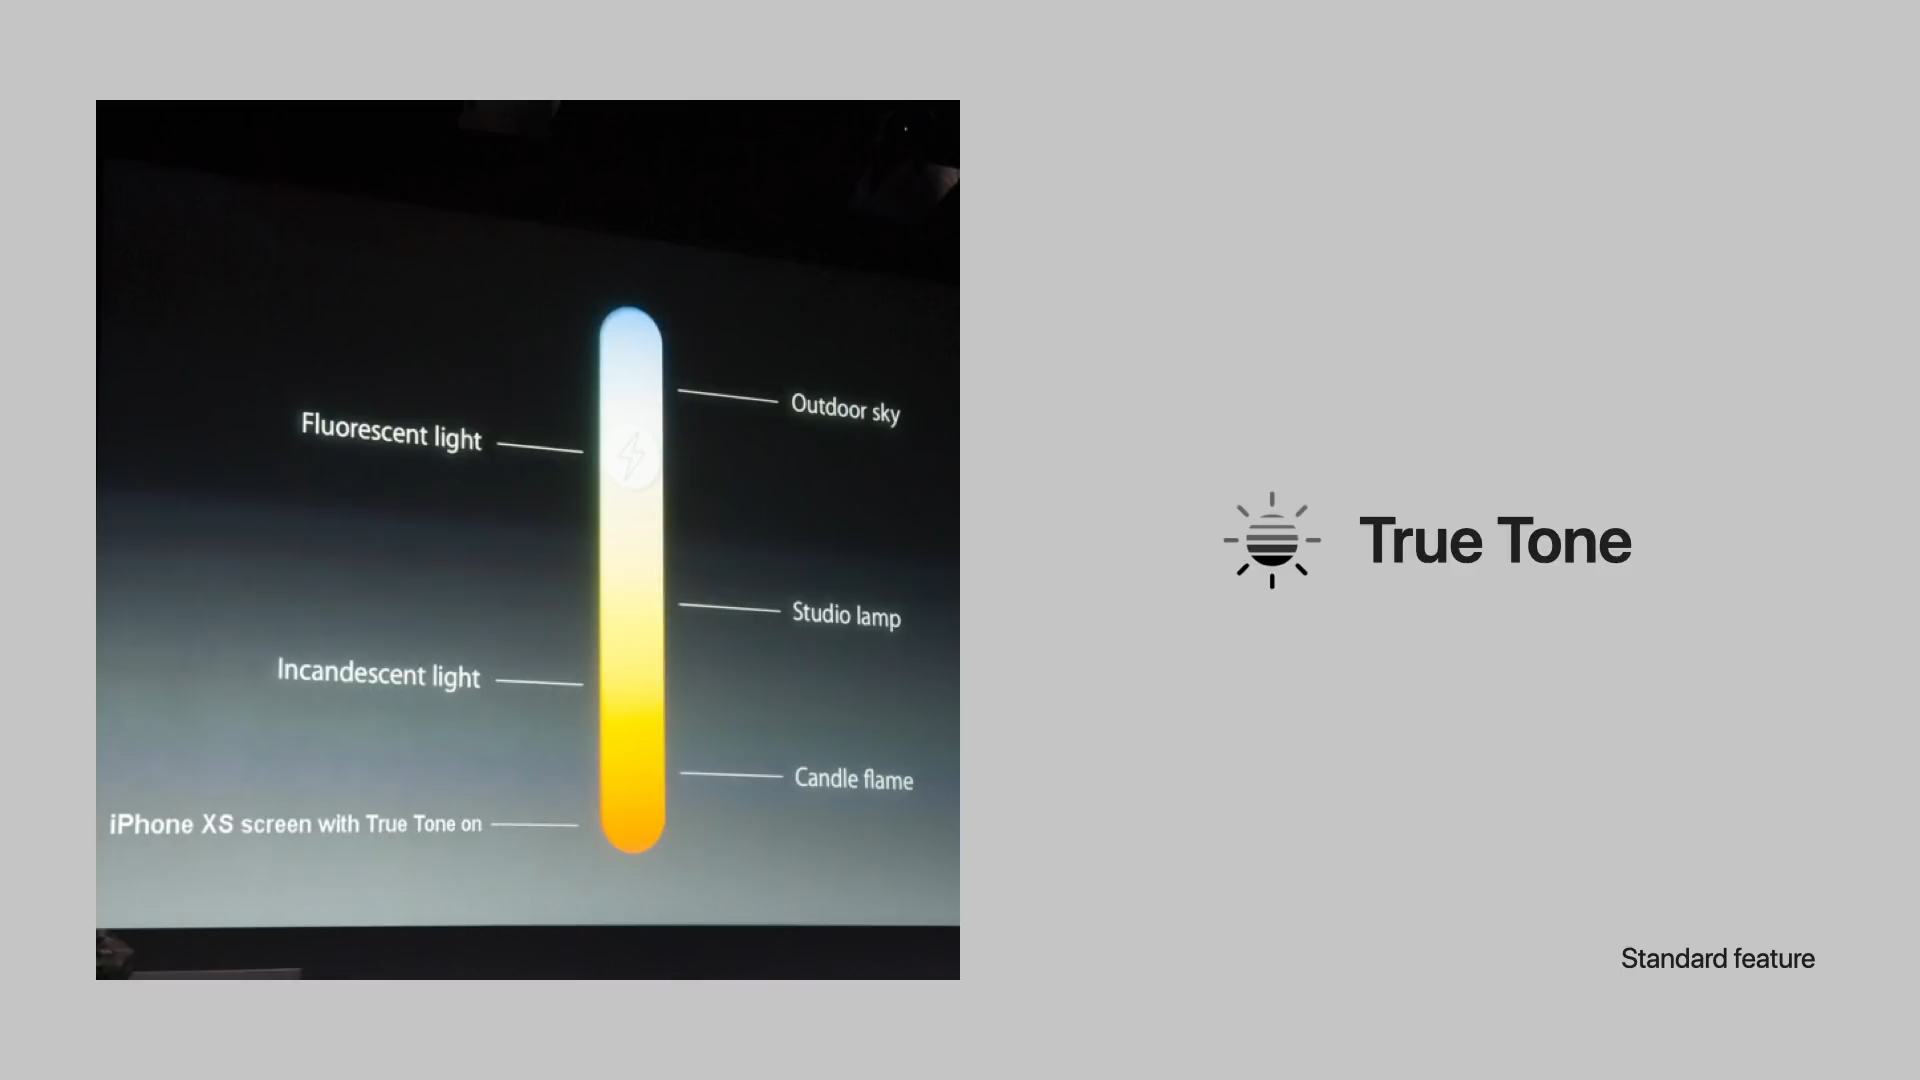 Outdoor sky
Fluorescent light
Studio lamp
Incandescent light
Candle flame
iPhone XS screen with True Tone on
True Tone
Standard feature